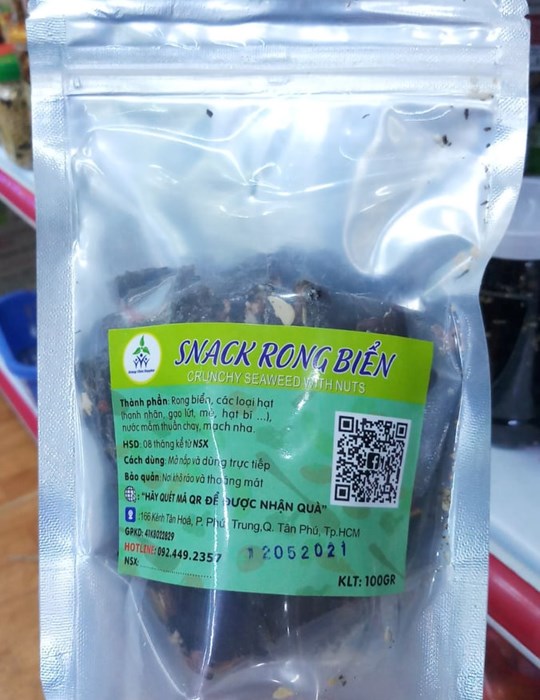 SNACK RONG BIỂN
CRUNCHY SEAWEED WITH NUTS
Thành phần: Rong biển, các loại hạt
(hạnh nhân, gạo lứt, mè, hạt bí ...),
nước mắm thuần chay, mạch nha.
HSD: 08 tháng kể từ NSX
Cách dùng: Mở nắp và dùng trực tiếp
Bảo quản: Nơi khô ráo và thoáng mát
: "HÃY QUÉT MÃ QR ĐỂ ĐƯỢC NHẬN QUÀ"
:166 Kênh Tân Hoá, P. Phú Trung,Q. Tân Phú, Tp.HCM
GPKD: 41K8022829
HOTLINE: 092.449.2357
12052021
NSX:
KLT: 100GR